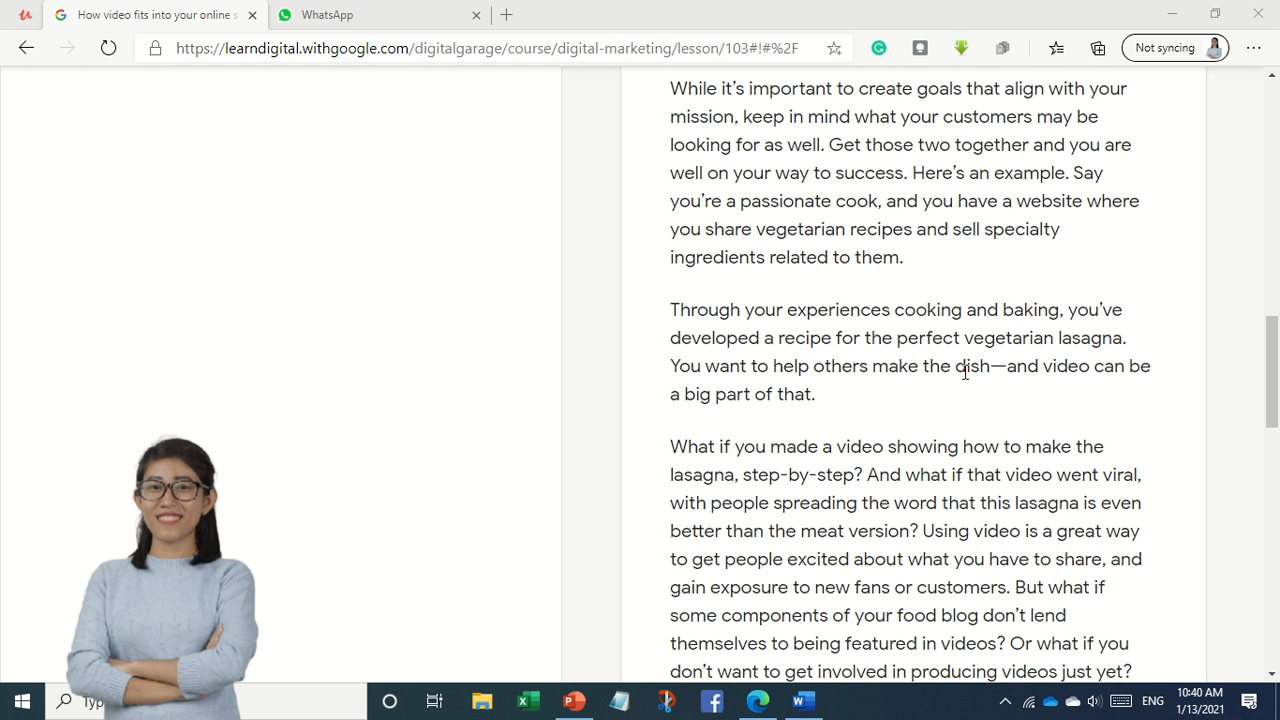 How video fits into your online s
WhatsApp
https://learndigital.withgoogle.com/digitalgarage/course/digital-marketing/lesson/103#!#%2F
Not syncing
While it’s important to create goals that align with your
mission, keep in mind what your customers may be
looking for as well. Get those two together and you are
well on your way to success. Here’s an example. Say
you’re a passionate cook, and you have a website where
you share vegetarian recipes and sell specialty
ingredients related to them.
Through your experiences cooking and baking, you’ve
developed a recipe for the perfect vegetarian lasagna.
You want to help others make the dish—and video can be
a big part of that.
What if you made a video showing how to make the
lasagna, step-by-step? And what if that video went viral,
with people spreading the word that this lasagna is even
better than the meat version? Using video is a great way
to get people excited about what you have to share, and
gain exposure to new fans or customers. But what if
some components of your food blog don’t lend
themselves to being featured in videos? Or what if you
don’t want to get involved in producing videos just yet?
Typ
ENG
10:40 AM
1/13/2021